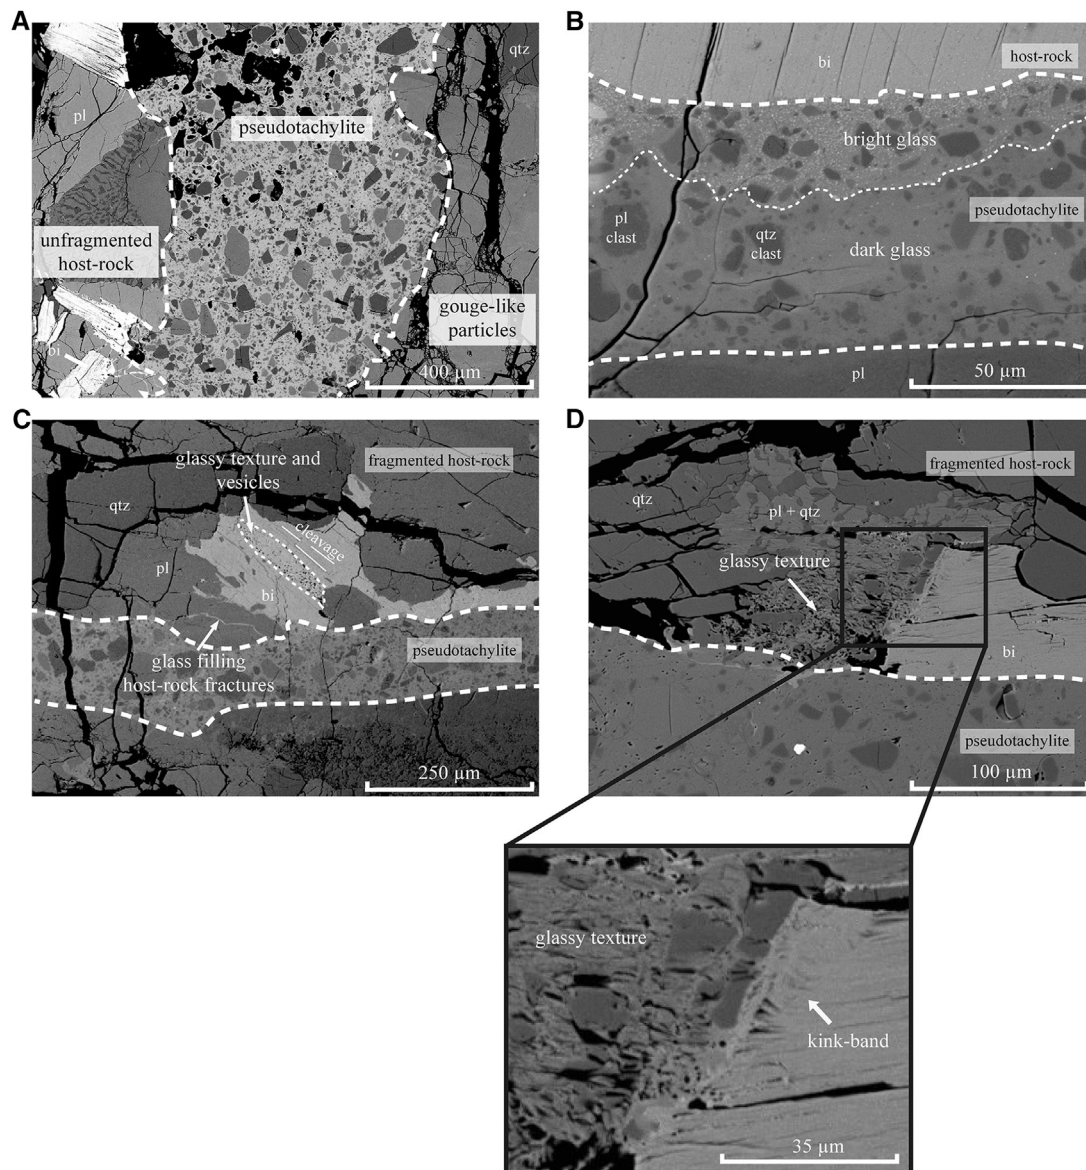 A
pl
pseudotachylite
qtz
unfragmented
host-rock
bi
gouge-like
particles
400 µm
B
host-rock
bi
bright glass
pl
clast
qtz
clast
pseudotachylite
dark glass
pl
50 µm
C
glassy texture and
vesicles
fragmented host-rock
qtz
cleavage
pl
bi
pseudotachylite
glass filling
host-rock fractures
250 µm
D
fragmented host-rock
qtz
pl + qtz
glassy texture
bi
pseudotachylite
100 µm
glassy texture
kink-band
35 µm